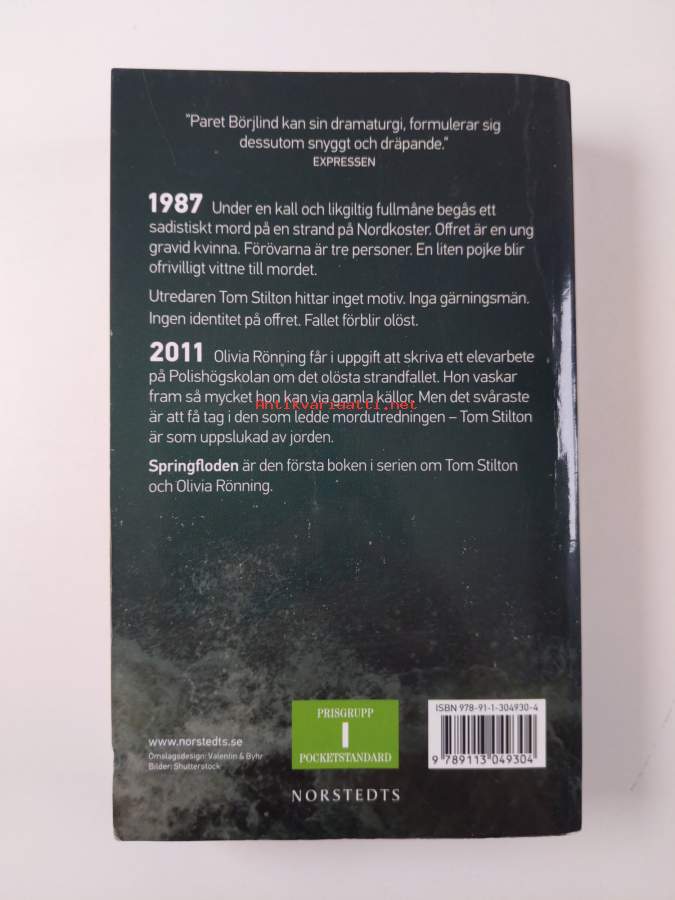 "Paret Börjlind kan sin dramaturgi, formulerar sig
dessutom snyggt och dräpande."
EXPRESSEN
1987 Under en kall och likgiltig fullmåne begås ett
sadistiskt mord på en strand på Nordkoster. Offret är en ung
gravid kvinna. Förövarna är tre personer. En liten pojke blir
ofrivilligt vittne till mordet.
Utredaren Tom Stilton hittar inget motiv. Inga gärningsmän.
Ingen identitet på offret. Fallet förblir olöst.
2011 Olivia Rönning får i uppgift att skriva ett elevarbete
på Polishögskolan om det olösta strandfallet. Hon vaskar
fram så mycket hon kan via gamla källor. Men det svåraste
Antikvariaatti.net
är att få tag i den som ledde mordutredningen – Tom Stilton
är som uppslukad av jorden.
Springfloden är den första boken i serien om Tom Stilton
och Olivia Rönning.
ISBN 978-91-1-304930-4
9 789113 049304
PRISGRUPP
I
POCKETSTANDARD
www.norstedts.se
Omslagsdesign: Valentin & Byhr
Bilder: Shutterstock
NORSTEDTS